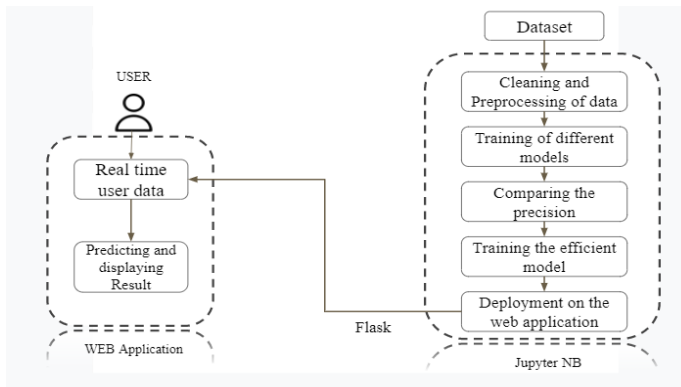 Dataset
USER
Cleaning and
Preprocessing of data
Training of different
models
Real time
user data
Comparing the
precision
Predicting and
displaying
Result
Training the efficient
model
Deployment on the
web application
Flask
WEB Application
Jupyter NB